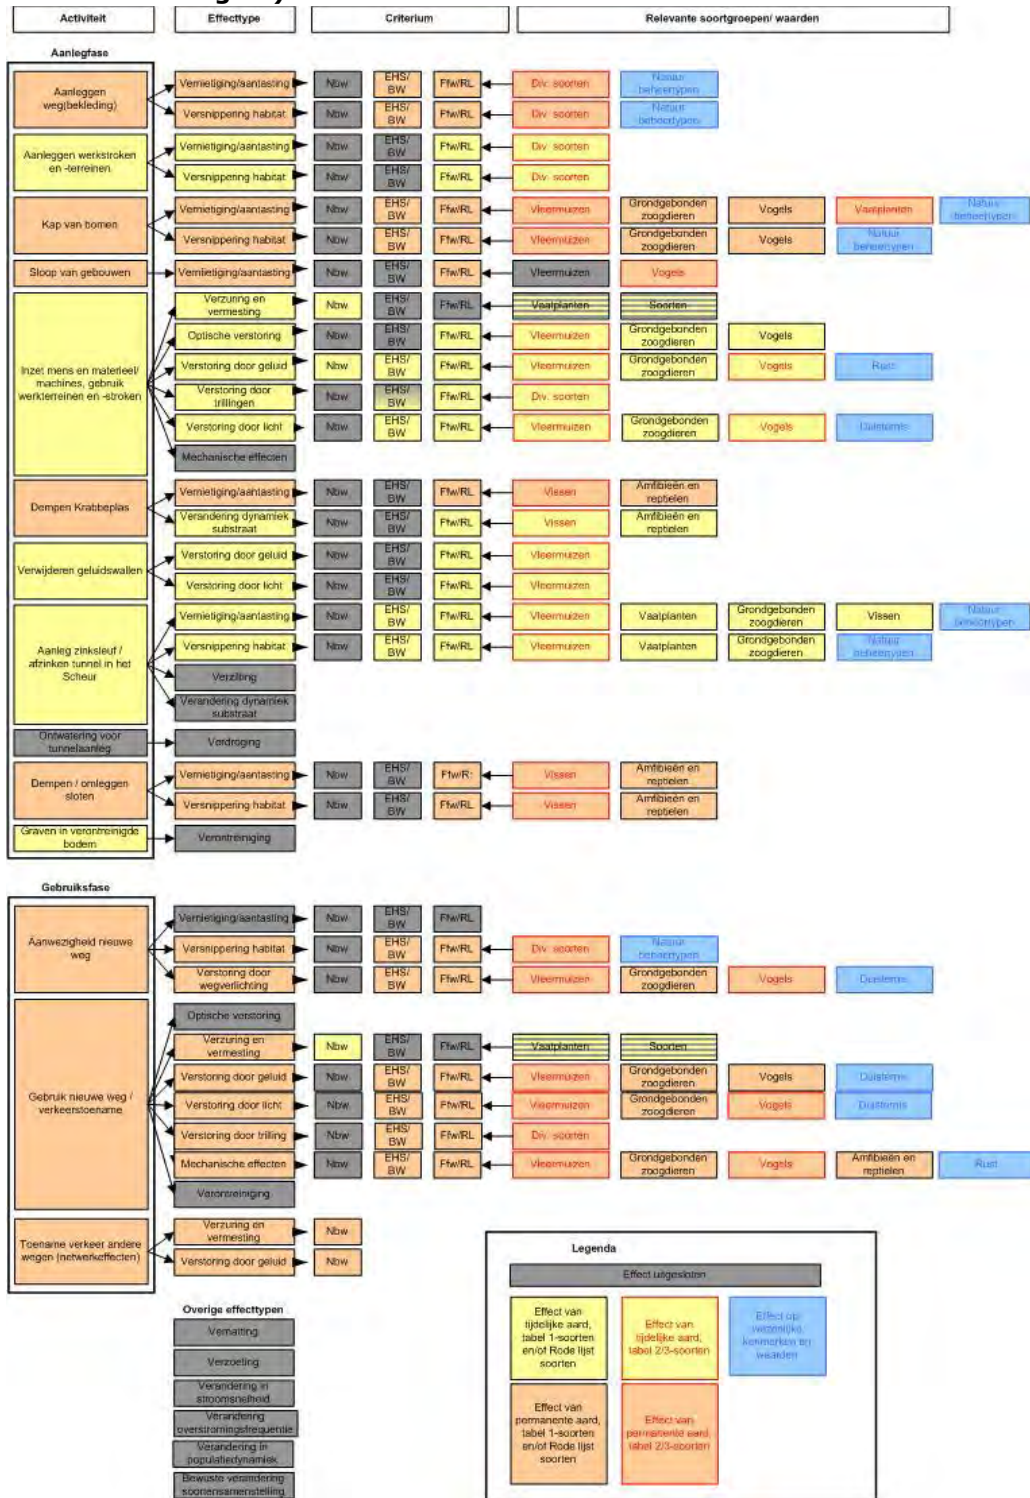 Activiteit
Effecttype
Criterium
Relevante soortgroepen/ waarden
Aanlegfase
Aanleggen
weg(bekleding)
Vernietiging/aantasting
Nbw
EHS/
BW
Ffw/RL
Div. soorten
Natuur
beheertypen
Versnippering habitat
Nbw
EHS/
BW
Ffw/RL
Div. soorten
Natuur
beheertypen
Aanleggen werkstroken
en -terreinen
Vernietiging/aantasting
Nbw
EHS/
BW
Ffw/RL
Div. soorten
Versnippering habitat
Nbw
EHS/
BW
Ffw/RL
Div. soorten
Kap van bomen
Vernietiging/aantasting
Nbw
EHS/
BW
Ffw/RL
Vleermuizen
Grondgebonden
zoogdieren
Vogels
Vaatplanten
Natuur
beheertypen
Versnippering habitat
Nbw
EHS/
BW
Ffw/RL
Vleermuizen
Grondgebonden
zoogdieren
Vogels
Natuur
beheertypen
Sloop van gebouwen
Vernietiging/aantasting
Nbw
EHS/
BW
Ffw/RL
Vleermuizen
Vogels
Inzet mens en materieel/
machines, gebruik
werkterreinen en -stroken
Verzuring en
vermesting
Nbw
EHS/
BW
Ffw/RL
Vaatplanten
Soorten
Optische verstoring
Nbw
EHS/
BW
Ffw/RL
Vleermuizen
Grondgebonden
zoogdieren
Vogels
Verstoring door geluid
Nbw
EHS/
BW
Ffw/RL
Vleermuizen
Grondgebonden
zoogdieren
Vogels
Rust
Verstoring door
trillingen
Nbw
EHS/
BW
Ffw/RL
Div. soorten
Verstoring door licht
Nbw
EHS/
BW
Ffw/RL
Vleermuizen
Grondgebonden
zoogdieren
Vogels
Duisternis
Mechanische effecten
Dempen Krabbeplas
Vernietiging/aantasting
Nbw
EHS/
BW
Ffw/RL
Vissen
Amfibieën en
reptielen
Verandering dynamiek
substraat
Nbw
EHS/
BW
Ffw/RL
Vissen
Amfibieën en
reptielen
Verwijderen geluidswallen
Verstoring door geluid
Nbw
EHS/
BW
Ffw/RL
Vleermuizen
Verstoring door licht
Nbw
EHS/
BW
Ffw/RL
Vleermuizen
Aanleg zinksleuf /
afzinken tunnel in het
Scheur
Vernietiging/aantasting
Nbw
EHS/
BW
Ffw/RL
Vleermuizen
Vaatplanten
Grondgebonden
zoogdieren
Vissen
Natuur
beheertypen
Versnippering habitat
Nbw
EHS/
BW
Ffw/RL
Vleermuizen
Vaatplanten
Grondgebonden
zoogdieren
Natuur
beheertypen
Verzilting
Verandering dynamiek
substraat
Ontwatering voor
tunnelaanleg
Verdroging
Dempen / omleggen
sloten
Vernietiging/aantasting
Nbw
EHS/
BW
Ffw/R:
Vissen
Amfibieën en
reptielen
Versnippering habitat
Nbw
EHS/
BW
Ffw/RL
Vissen
Amfibieën en
reptielen
Graven in verontreinigde
bodem
Verontreiniging
Gebruiksfase
Aanwezigheid nieuwe
weg
Vernietiging/aantasting
Nbw
EHS/
BW
Ffw/RL
Versnippering habitat
Nbw
EHS/
BW
Ffw/RL
Div. soorten
Natuur
beheertypen
Verstoring door
wegverlichting
Nbw
EHS/
BW
Ffw/RL
Vleermuizen
Grondgebonden
zoogdieren
Vogels
Duisternis
Gebruik nieuwe weg /
verkeerstoename
Optische verstoring
Verzuring en
vermesting
Nbw
EHS/
BW
Ffw/RL
Vaatplanten
Soorten
Verstoring door geluid
Nbw
EHS/
BW
Ffw/RL
Vleermuizen
Grondgebonden
zoogdieren
Vogels
Duisternis
Verstoring door licht
Nbw
EHS/
BW
Ffw/RL
Vleermuizen
Grondgebonden
zoogdieren
Vogels
Duisternis
Verstoring door trilling
Nbw
EHS/
BW
Ffw/RL
Div. soorten
Mechanische effecten
Nbw
EHS/
BW
Ffw/RL
Vleermuizen
Grondgebonden
zoogdieren
Vogels
Amfibieën en
reptielen
Rust
Verontreiniging
Toename verkeer andere
wegen (netwerkeffecten)
Verzuring en
vermesting
Nbw
Verstoring door geluid
Nbw
Overige effecttypen
Vernatting
Verzoeting
Verandering in
stroomsnelheid
Verandering
overstromingsfrequentie
Verandering in
populatiedynamiek
Bewuste verandering
soortensamenstelling
Legenda
Effect uitgesloten
Effect van
tijdelijke aard,
tabel 1-soorten
en/of Rode lijst
soorten
Effect van
tijdelijke aard,
tabel 2/3-soorten
Effect op
wezenlijke
kenmerken en
waarden
Effect van
permanente aard,
tabel 1-soorten
en/of Rode lijst
soorten
Effect van
permanente aard,
tabel 2/3-soorten